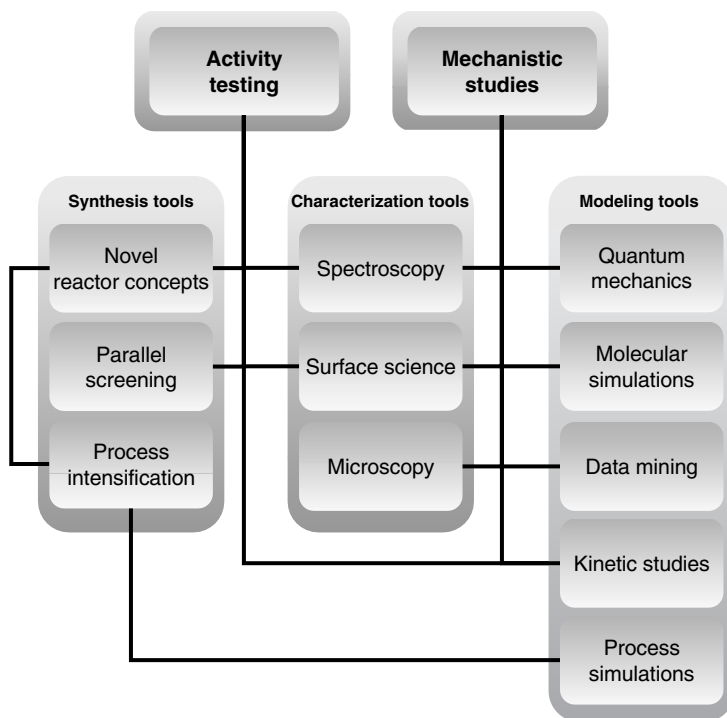 Activity
testing
Mechanistic
studies
Synthesis tools
Novel
reactor concepts
Parallel
screening
Process
intensification
Characterization tools
Spectroscopy
Surface science
Microscopy
Modeling tools
Quantum
mechanics
Molecular
simulations
Data mining
Kinetic studies
Process
simulations